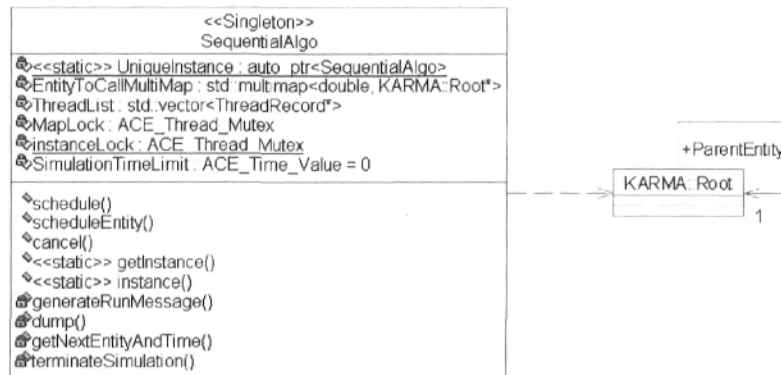 <<Singleton>>
SequentialAlgo
<<static>> UniqueInstance : auto_ptr<SequentialAlgo>
EntityToCallMultiMap : std::multimap<double, KARMA::Root*>
ThreadList : std::vector<ThreadRecord*>
MapLock : ACE_Thread_Mutex
instanceLock : ACE_Thread_Mutex
SimulationTimeLimit : ACE_Time_Value = 0
schedule()
scheduleEntity()
cancel()
<<static>> getInstance()
<<static>> instance()
generateRunMessage()
dump()
getNextEntityAndTime()
terminateSimulation()
+ParentEntity
KARMA::Root
1